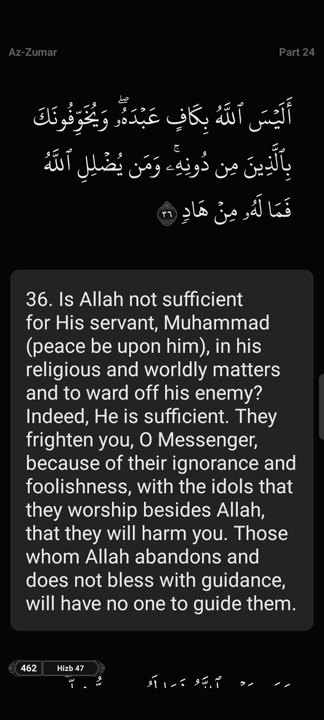 Az-Zumar
Part 24
أَلَيۡسَ ٱللَّهُ بِكَافٍ عَبۡدَهُۥۖ وَيُخَوِّفُونَكَ
بِٱلَّذِينَ مِن دُونِهِۦۚ وَمَن يُضۡلِلِ ٱللَّهُ
فَمَا لَهُۥ مِنۡ هَادٖ ٣٦
36. Is Allah not sufficient
for His servant, Muhammad
(peace be upon him), in his
religious and worldly matters
and to ward off his enemy?
Indeed, He is sufficient. They
frighten you, O Messenger,
because of their ignorance and
foolishness, with the idols that
they worship besides Allah,
that they will harm you. Those
whom Allah abandons and
does not bless with guidance,
will have no one to guide them.
462
Hizb 47